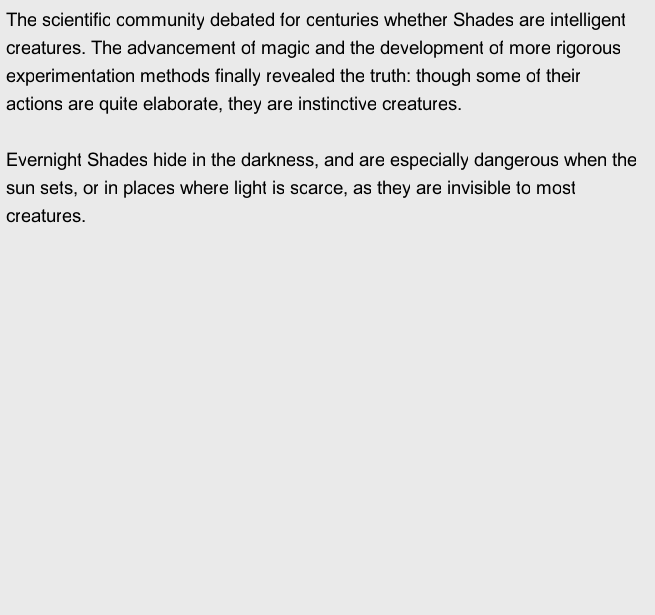 The scientific community debated for centuries whether Shades are intelligent
creatures. The advancement of magic and the development of more rigorous
experimentation methods finally revealed the truth: though some of their
actions are quite elaborate, they are instinctive creatures.

Evernight Shades hide in the darkness, and are especially dangerous when the
sun sets, or in places where light is scarce, as they are invisible to most
creatures.